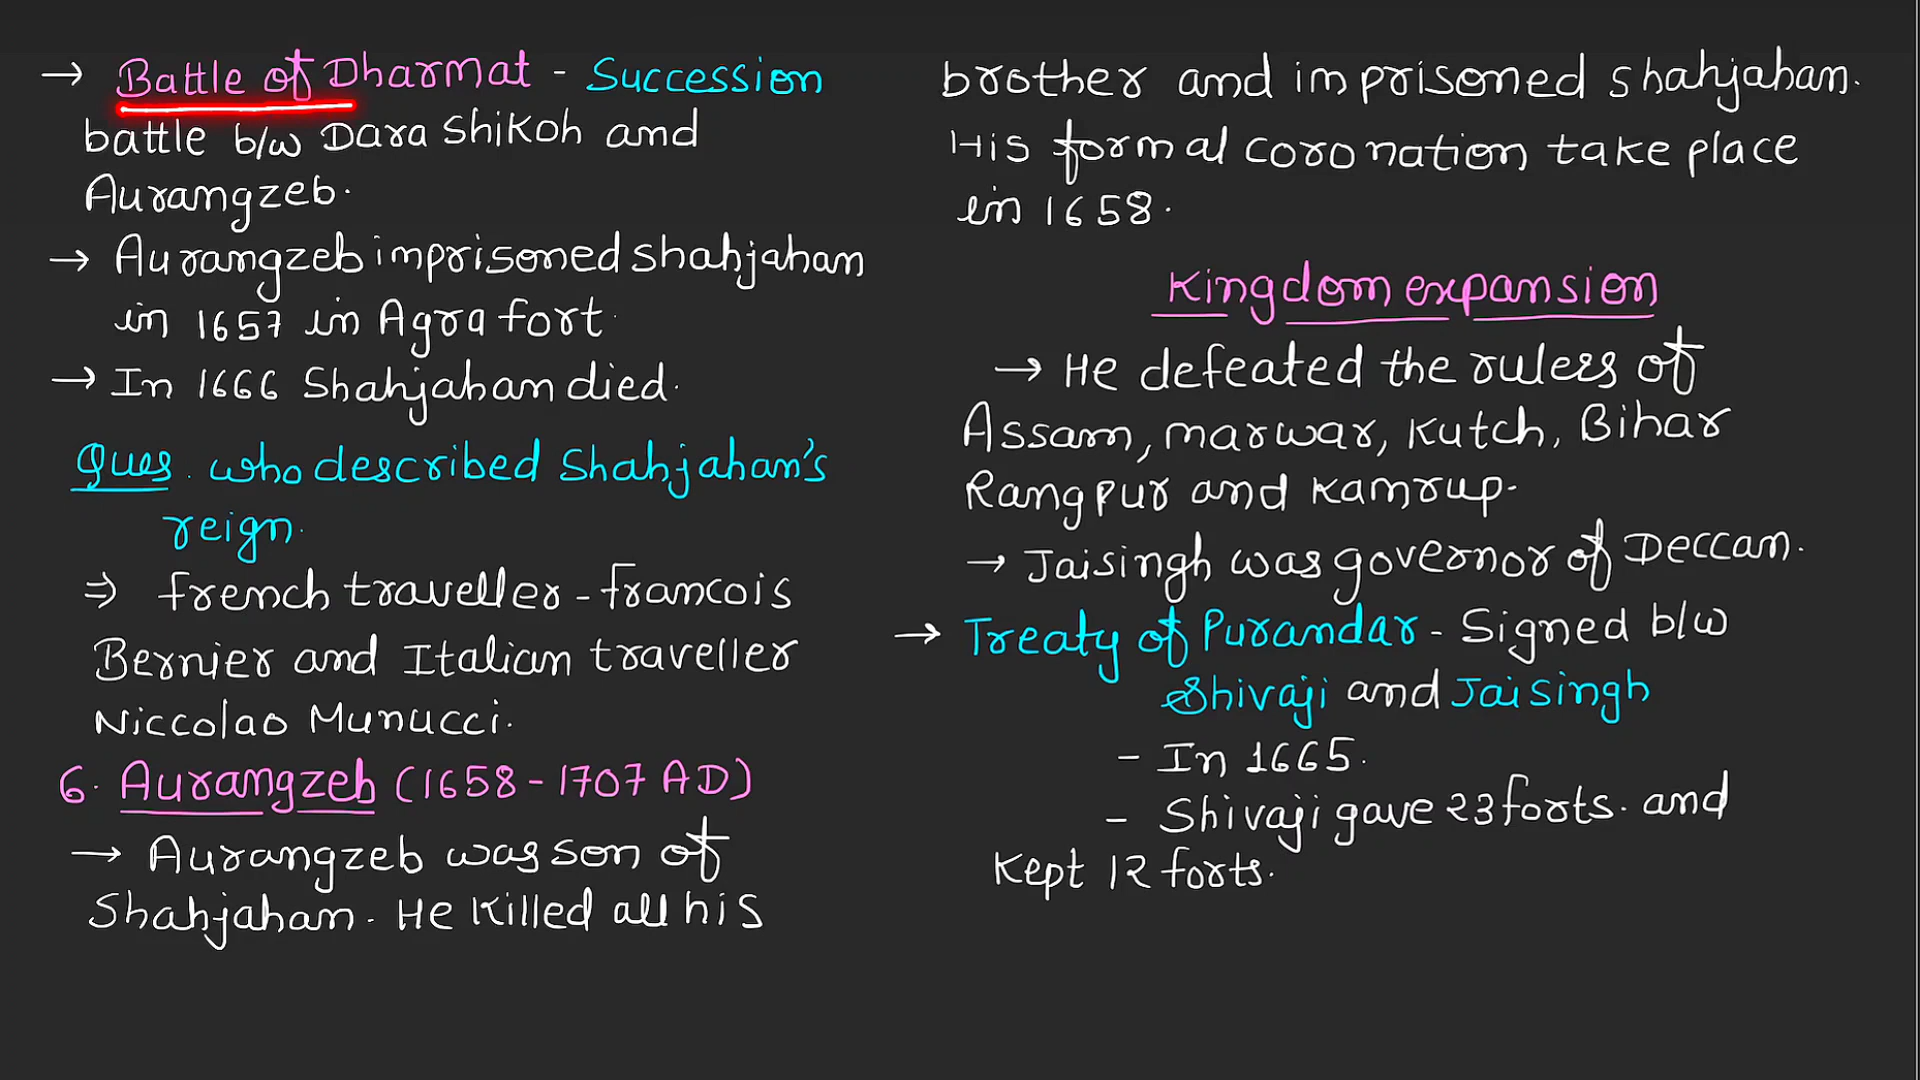 → Battle of Dharmat - Succession
battle b/w Dara Shikoh and
Aurangzeb.
→ Aurangzeb imprisoned Shahjahan
in 1657 in Agra fort.
→ In 1666 Shahjahan died.
Ques. who described Shahjahan's
reign.
⇒ french traveller - francois
Bernier and Italian traveller
Niccolao Munucci.
6. Aurangzeb (1658 - 1707 AD)
→ Aurangzeb was son of
Shahjahan. He killed all his
brother and imprisoned Shahjahan.
His formal coronation take place
in 1658.
Kingdom expansion
→ He defeated the rulers of
Assam, marwar, Kutch, Bihar
Rangpur and Kamrup.
→ Jaisingh was governor of Deccan.
→ Treaty of Purandar - Signed b/w
Shivaji and Jaisingh
- In 1665.
- Shivaji gave 23 forts. and
Kept 12 forts.